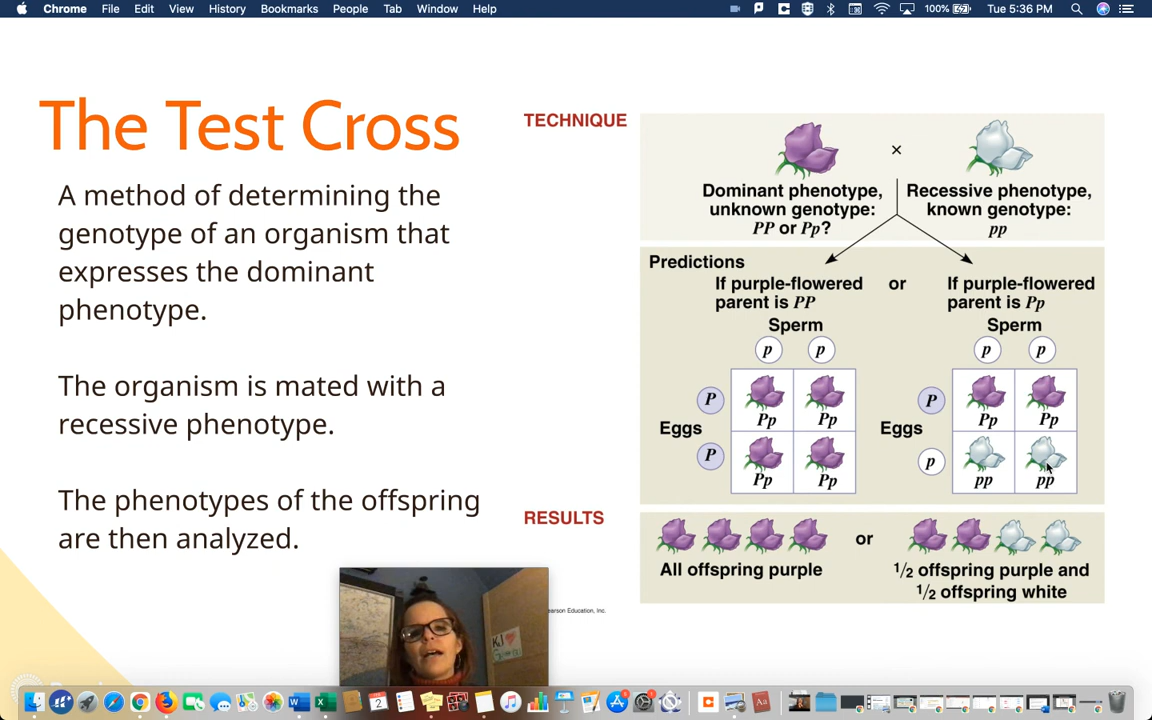 Chrome File Edit View History Bookmarks People Tab Window Help 100% Tue 5:36 PM
The Test Cross
A method of determining the
genotype of an organism that
expresses the dominant
phenotype.
The organism is mated with a
recessive phenotype.
The phenotypes of the offspring
are then analyzed.
TECHNIQUE
×
Dominant phenotype,
unknown genotype:
PP or Pp?
Recessive phenotype,
known genotype:
pp
Predictions
If purple-flowered
parent is PP
or
If purple-flowered
parent is Pp
Sperm
p p
Eggs
P
P
Pp Pp
Pp Pp
Sperm
p p
Eggs
P
p
Pp Pp
pp pp
RESULTS
All offspring purple
or
1/2 offspring purple and
1/2 offspring white
Education, Inc.
KJ
2